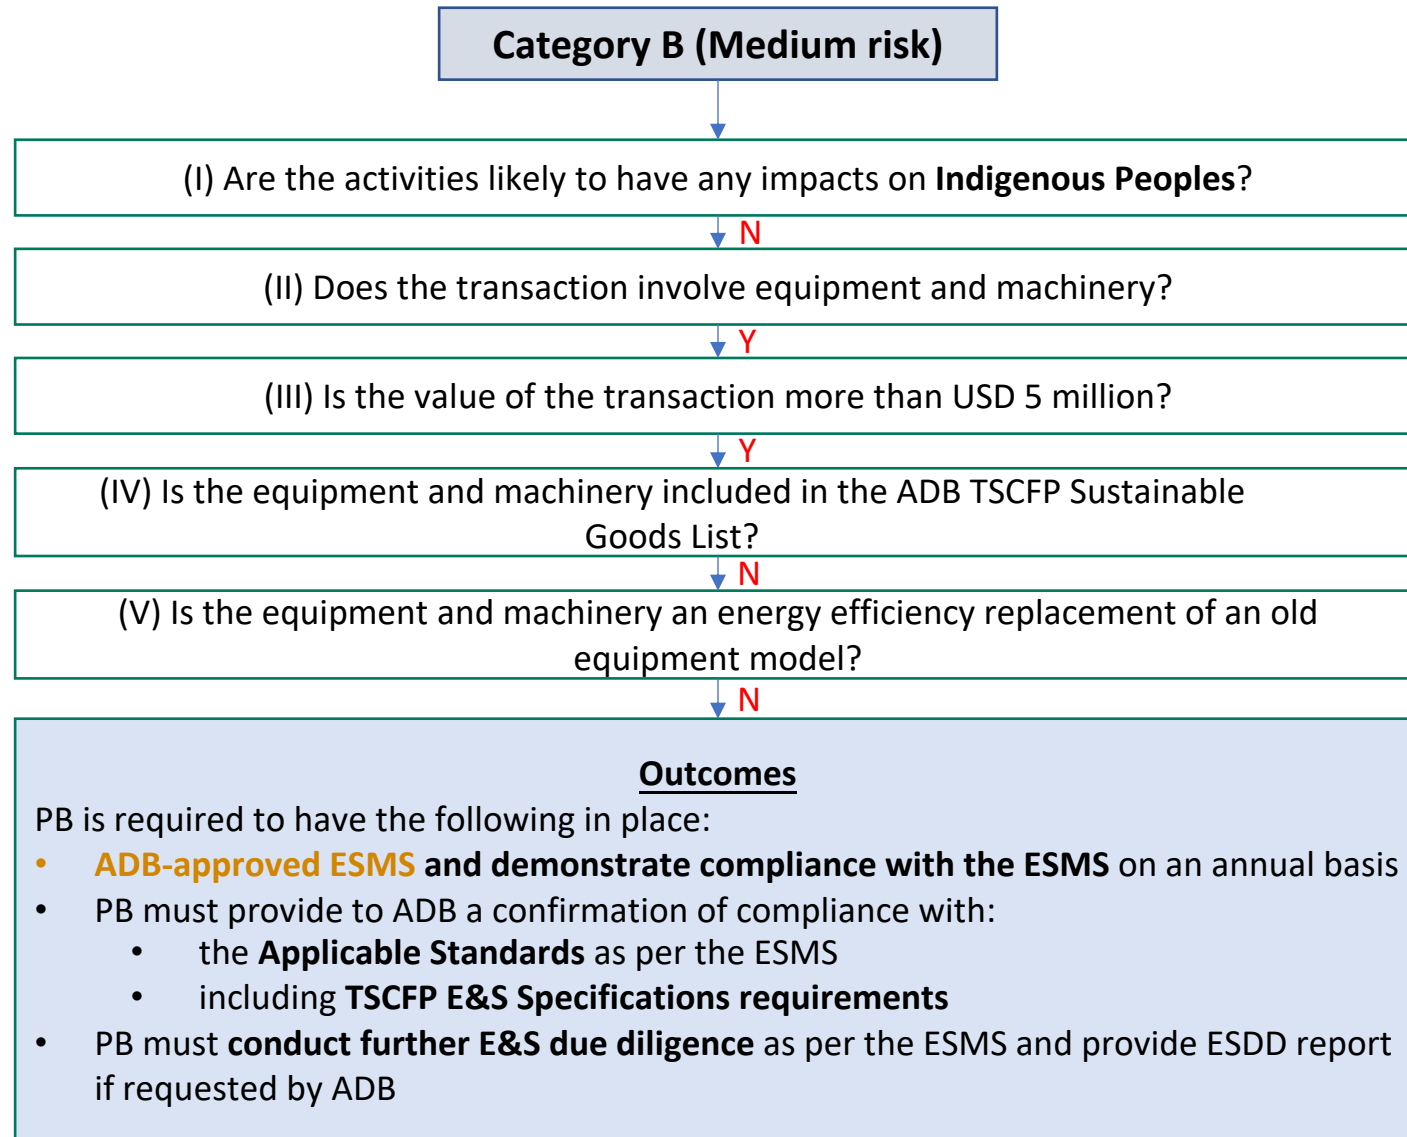 Category B (Medium risk)
(I) Are the activities likely to have any impacts on Indigenous Peoples?
N
(II) Does the transaction involve equipment and machinery?
Y
(III) Is the value of the transaction more than USD 5 million?
Y
(IV) Is the equipment and machinery included in the ADB TSCFP Sustainable
Goods List?
N
(V) Is the equipment and machinery an energy efficiency replacement of an old
equipment model?
N
Outcomes
PB is required to have the following in place:
• ADB-approved ESMS and demonstrate compliance with the ESMS on an annual basis
• PB must provide to ADB a confirmation of compliance with:
• the Applicable Standards as per the ESMS
• including TSCFP E&S Specifications requirements
• PB must conduct further E&S due diligence as per the ESMS and provide ESDD report
if requested by ADB